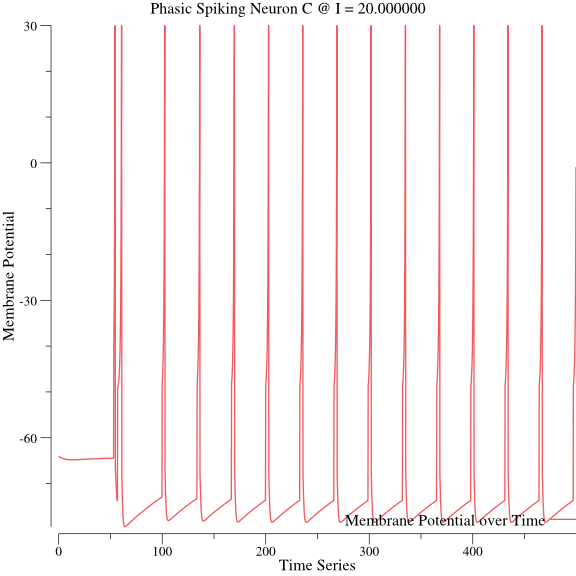 Phasic Spiking Neuron C @ I = 20.000000
30
0
-30
-60
Membrane Potential
Membrane Potential over Time
0
100
200
300
400
Time Series